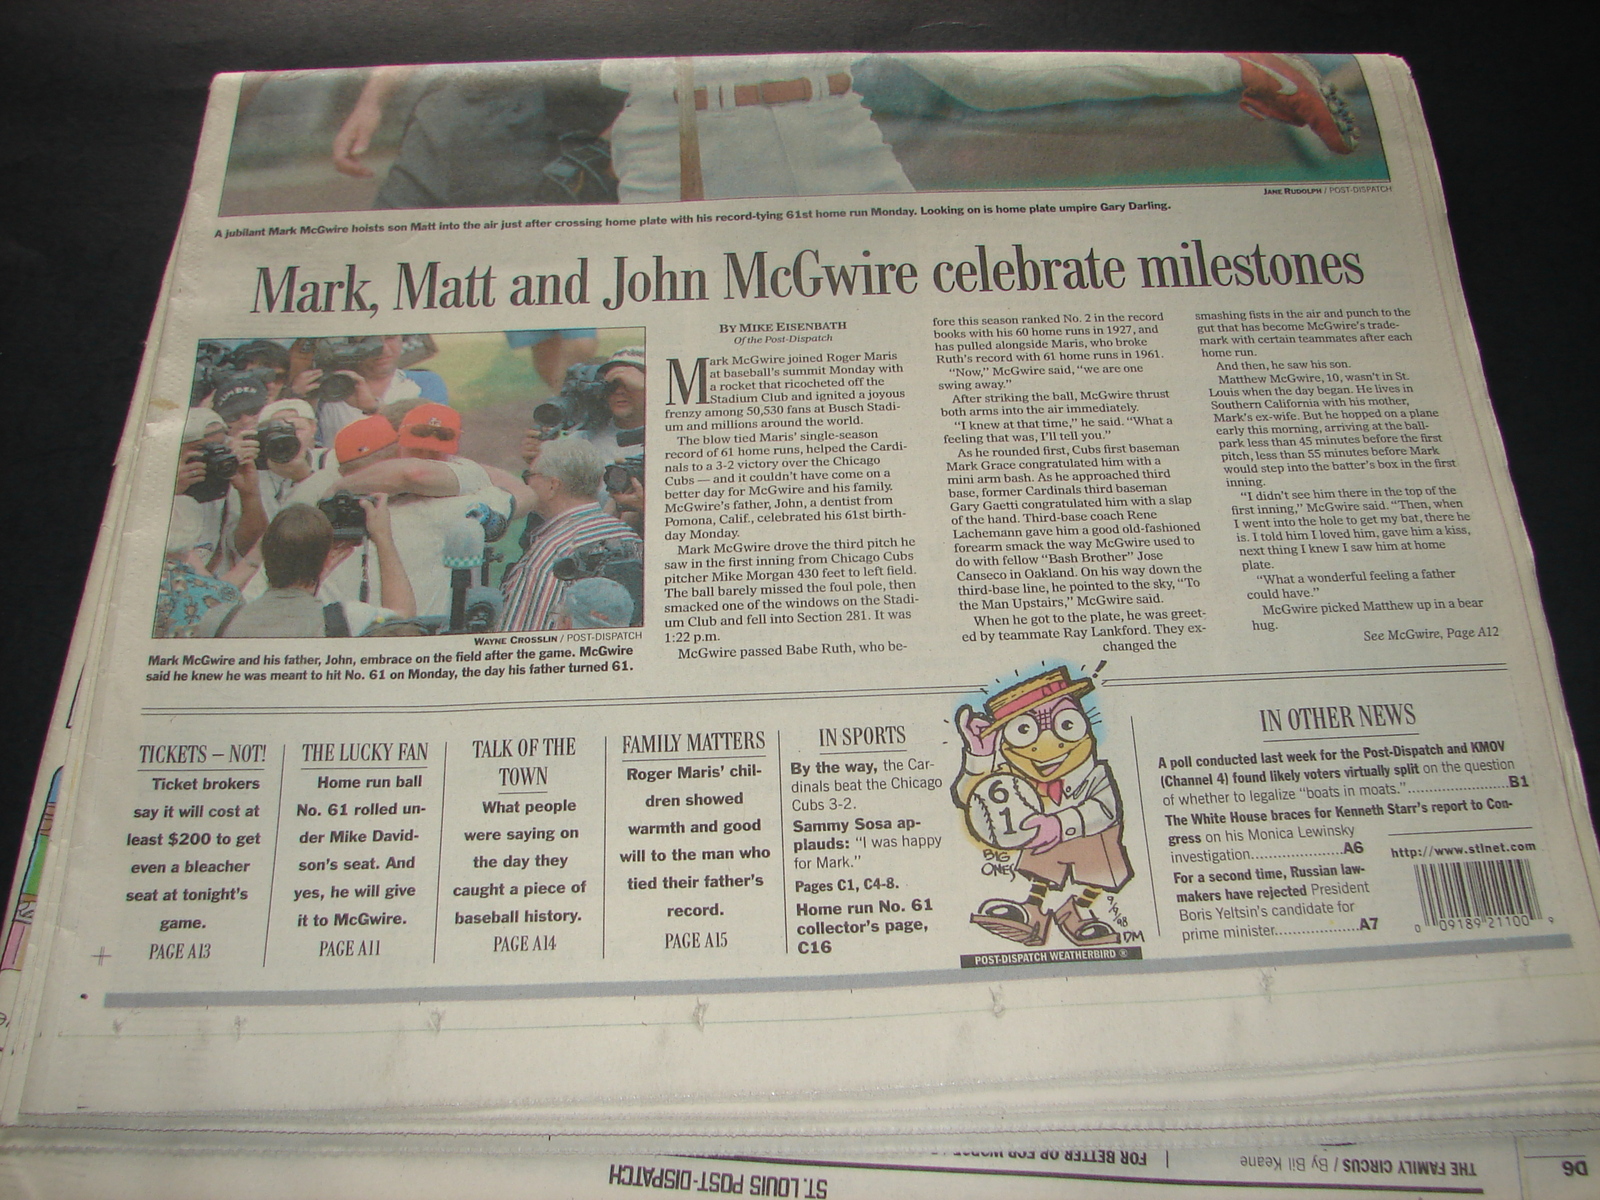 JANE RUDOLPH / POST-DISPATCH
A jubilant Mark McGwire hoists son Matt into the air just after crossing home plate with his record-tying 61st home run Monday. Looking on is home plate umpire Gary Darling.
Mark, Matt and John McGwire celebrate milestones
WAYNE CROSSLIN / POST-DISPATCH
Mark McGwire and his father, John, embrace on the field after the game. McGwire
said he knew he was meant to hit No. 61 on Monday, the day his father turned 61.
BY MIKE EISENBATH
Of the Post-Dispatch
Mark McGwire joined Roger Maris
at baseball's summit Monday with
a rocket that ricocheted off the
Stadium Club and ignited a joyous
frenzy among 50,530 fans at Busch Stadi-
um and millions around the world.
The blow tied Maris' single-season
record of 61 home runs, helped the Cardi-
nals to a 3-2 victory over the Chicago
Cubs — and it couldn't have come on a
better day for McGwire and his family.
McGwire's father, John, a dentist from
Pomona, Calif., celebrated his 61st birth-
day Monday.
Mark McGwire drove the third pitch he
saw in the first inning from Chicago Cubs
pitcher Mike Morgan 430 feet to left field.
The ball barely missed the foul pole, then
smacked one of the windows on the Stadi-
um Club and fell into Section 281. It was
1:22 p.m.
McGwire passed Babe Ruth, who be-
fore this season ranked No. 2 in the record
books with his 60 home runs in 1927, and
has pulled alongside Maris, who broke
Ruth's record with 61 home runs in 1961.
"Now," McGwire said, "we are one
swing away."
After striking the ball, McGwire thrust
both arms into the air immediately.
"I knew at that time," he said. "What a
feeling that was, I'll tell you."
As he rounded first, Cubs first baseman
Mark Grace congratulated him with a
mini arm bash. As he approached third
base, former Cardinals third baseman
Gary Gaetti congratulated him with a slap
of the hand. Third-base coach Rene
Lachemann gave him a good old-fashioned
forearm smack the way McGwire used to
do with fellow "Bash Brother" Jose
Canseco in Oakland. On his way down the
third-base line, he pointed to the sky, "To
the Man Upstairs," McGwire said.
When he got to the plate, he was greet-
ed by teammate Ray Lankford. They ex-
changed the
smashing fists in the air and punch to the
gut that has become McGwire's trade-
mark with certain teammates after each
home run.
And then, he saw his son.
Matthew McGwire, 10, wasn't in St.
Louis when the day began. He lives in
Southern California with his mother,
Mark's ex-wife. But he hopped on a plane
early this morning, arriving at the ball-
park less than 45 minutes before the first
pitch, less than 55 minutes before Mark
would step into the batter's box in the first
inning.
"I didn't see him there in the top of the
first inning," McGwire said. "Then, when
I went into the hole to get my bat, there he
is. I told him I loved him, gave him a kiss,
next thing I knew I saw him at home
plate.
"What a wonderful feeling a father
could have."
McGwire picked Matthew up in a bear
hug.
See McGwire, Page A12
TICKETS – NOT!
Ticket brokers
say it will cost at
least $200 to get
even a bleacher
seat at tonight's
game.
PAGE A13
THE LUCKY FAN
Home run ball
No. 61 rolled un-
der Mike David-
son's seat. And
yes, he will give
it to McGwire.
PAGE A11
TALK OF THE
TOWN
What people
were saying on
the day they
caught a piece of
baseball history.
PAGE A14
FAMILY MATTERS
Roger Maris' chil-
dren showed
warmth and good
will to the man who
tied their father's
record.
PAGE A15
IN SPORTS
By the way, the Car-
dinals beat the Chicago
Cubs 3-2.
Sammy Sosa ap-
plauds: "I was happy
for Mark."
Pages C1, C4-8.
Home run No. 61
collector's page,
C16
6
1
BIG
ONES
9/8/98
DM
POST-DISPATCH WEATHERBIRD ®
IN OTHER NEWS
A poll conducted last week for the Post-Dispatch and KMOV
(Channel 4) found likely voters virtually split on the question
of whether to legalize "boats in moats."........................B1
The White House braces for Kenneth Starr's report to Con-
gress on his Monica Lewinsky
investigation.....................A6
For a second time, Russian law-
makers have rejected President
Boris Yeltsin's candidate for
prime minister...................A7
http://www.stlnet.com
0 09189 21100 9
ST. LOUIS POST-DISPATCH
FOR BETTER OR FOR WORSE
THE FAMILY CIRCUS / By Bil Keane
D6